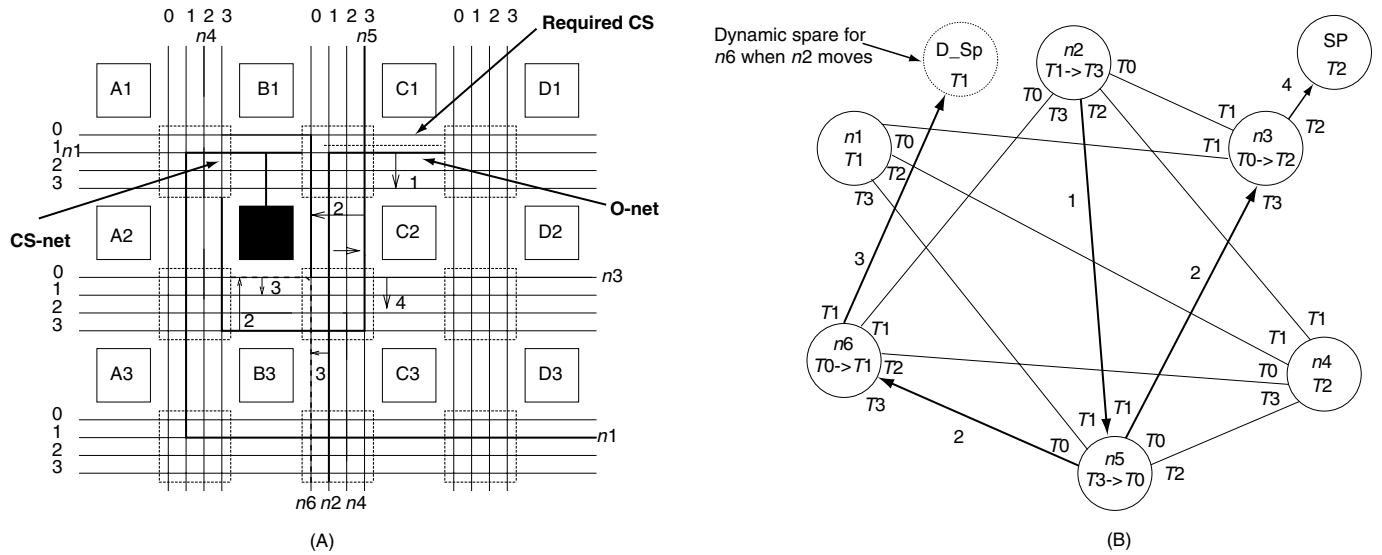 0 1 2 3
n4
0 1 2 3
n5
Required CS
0 1 2 3
A1
B1
C1
D1
0
1
n1
2
3
1
O-net
CS-net
A2
2
C2
D2
0
1
2
3
n3
3
4
2
A3
B3
3
C3
D3
0
1
2
3
n1
n6 n2 n4
(A)
Dynamic spare for
n6 when n2 moves
D_Sp
T1
n2
T1->T3
T0
T0
T3
T2
SP
T2
4
T1
T2
n3
T0->T2
T1
T3
n1
T1
T0
T2
T3
1
2
3
T1
T1
n6
T0->T1
T2
T3
T1
T1
n4
T2
T0
T3
2
T1
T1
T0
T0
n5
T3->T0
T2
(B)